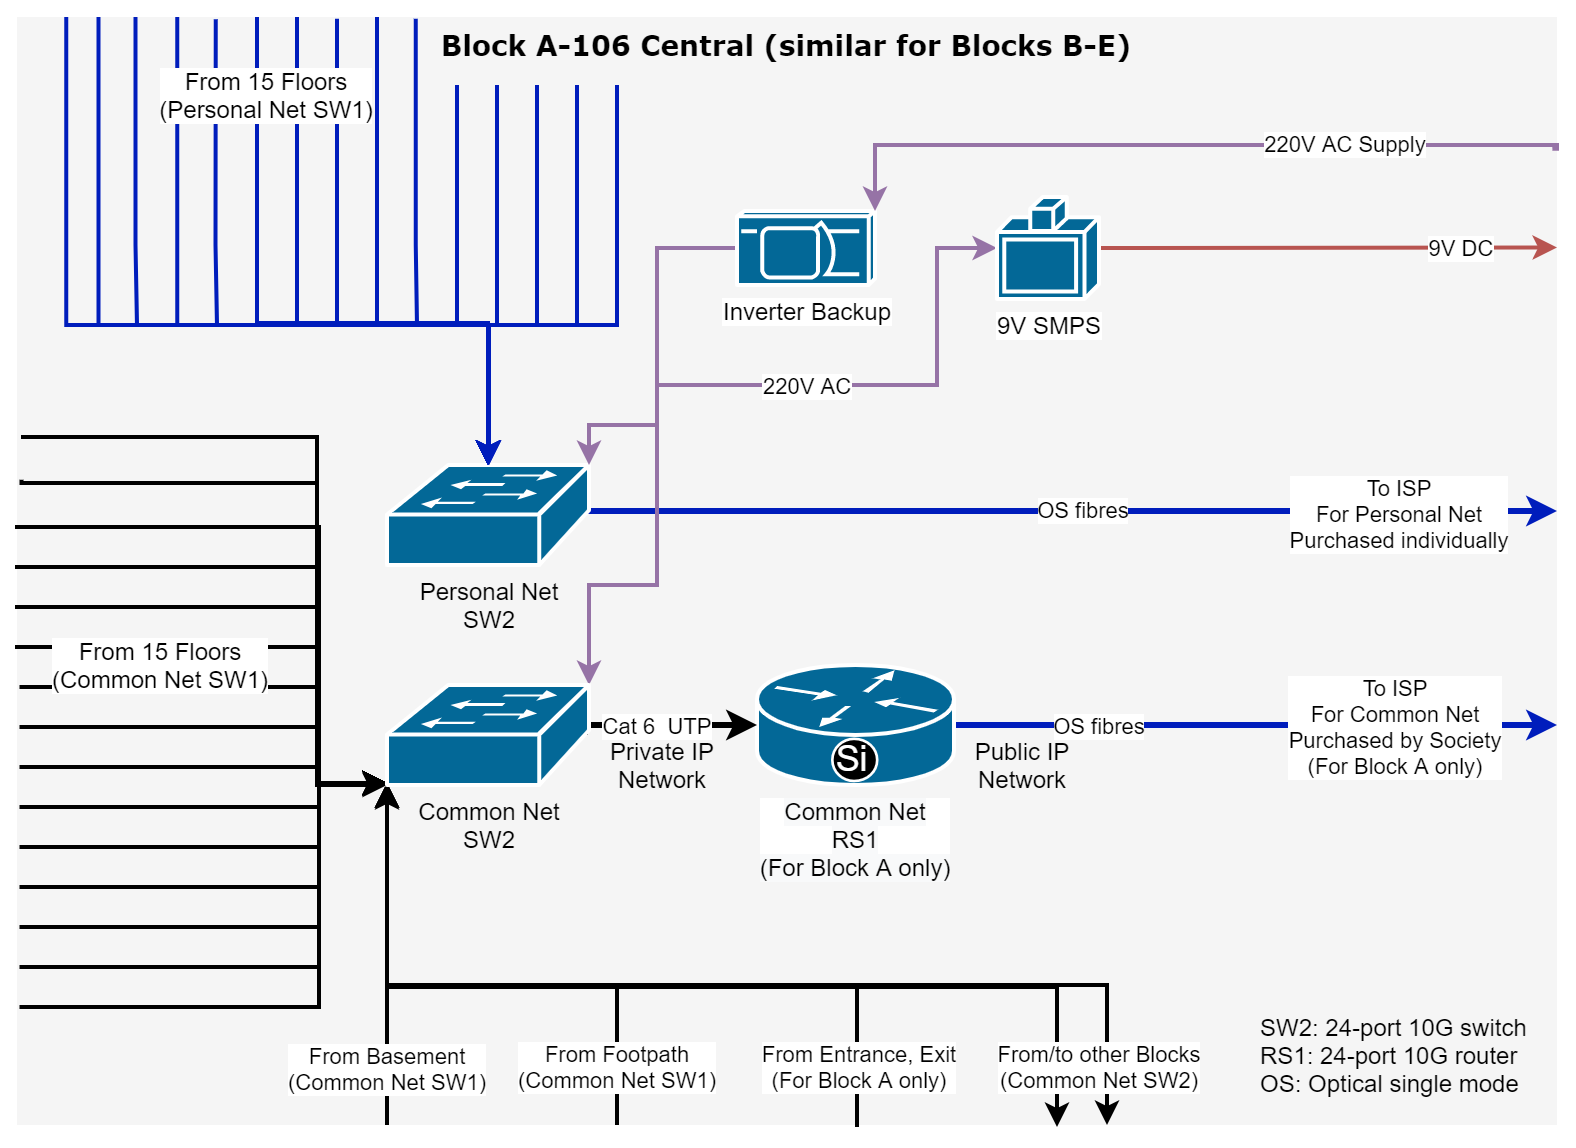 Block A-106 Central (similar for Blocks B-E)
From 15 Floors
(Personal Net SW1)
220V AC Supply
9V DC
Inverter Backup
9V SMPS
220V AC
OS fibres
To ISP
For Personal Net
Purchased individually
Personal Net
SW2
From 15 Floors
(Common Net SW1)
Cat 6  UTP
Private IP
Network
Si
OS fibres
Public IP
Network
To ISP
For Common Net
Purchased by Society
(For Block A only)
Common Net
SW2
Common Net
RS1
(For Block A only)
From Basement
(Common Net SW1)
From Footpath
(Common Net SW1)
From Entrance, Exit
(For Block A only)
From/to other Blocks
(Common Net SW2)
SW2: 24-port 10G switch
RS1: 24-port 10G router
OS: Optical single mode